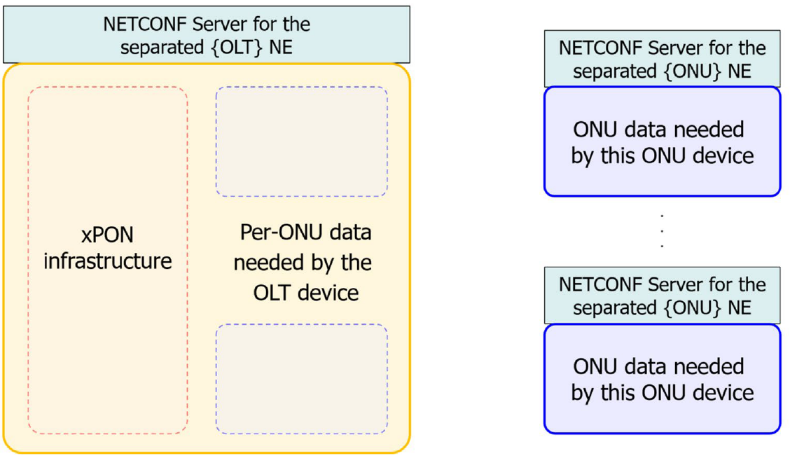 NETCONF Server for the
separated {OLT} NE
xPON
infrastructure
Per-ONU data
needed by the
OLT device
NETCONF Server for the
separated {ONU} NE
ONU data needed
by this ONU device
NETCONF Server for the
separated {ONU} NE
ONU data needed
by this ONU device